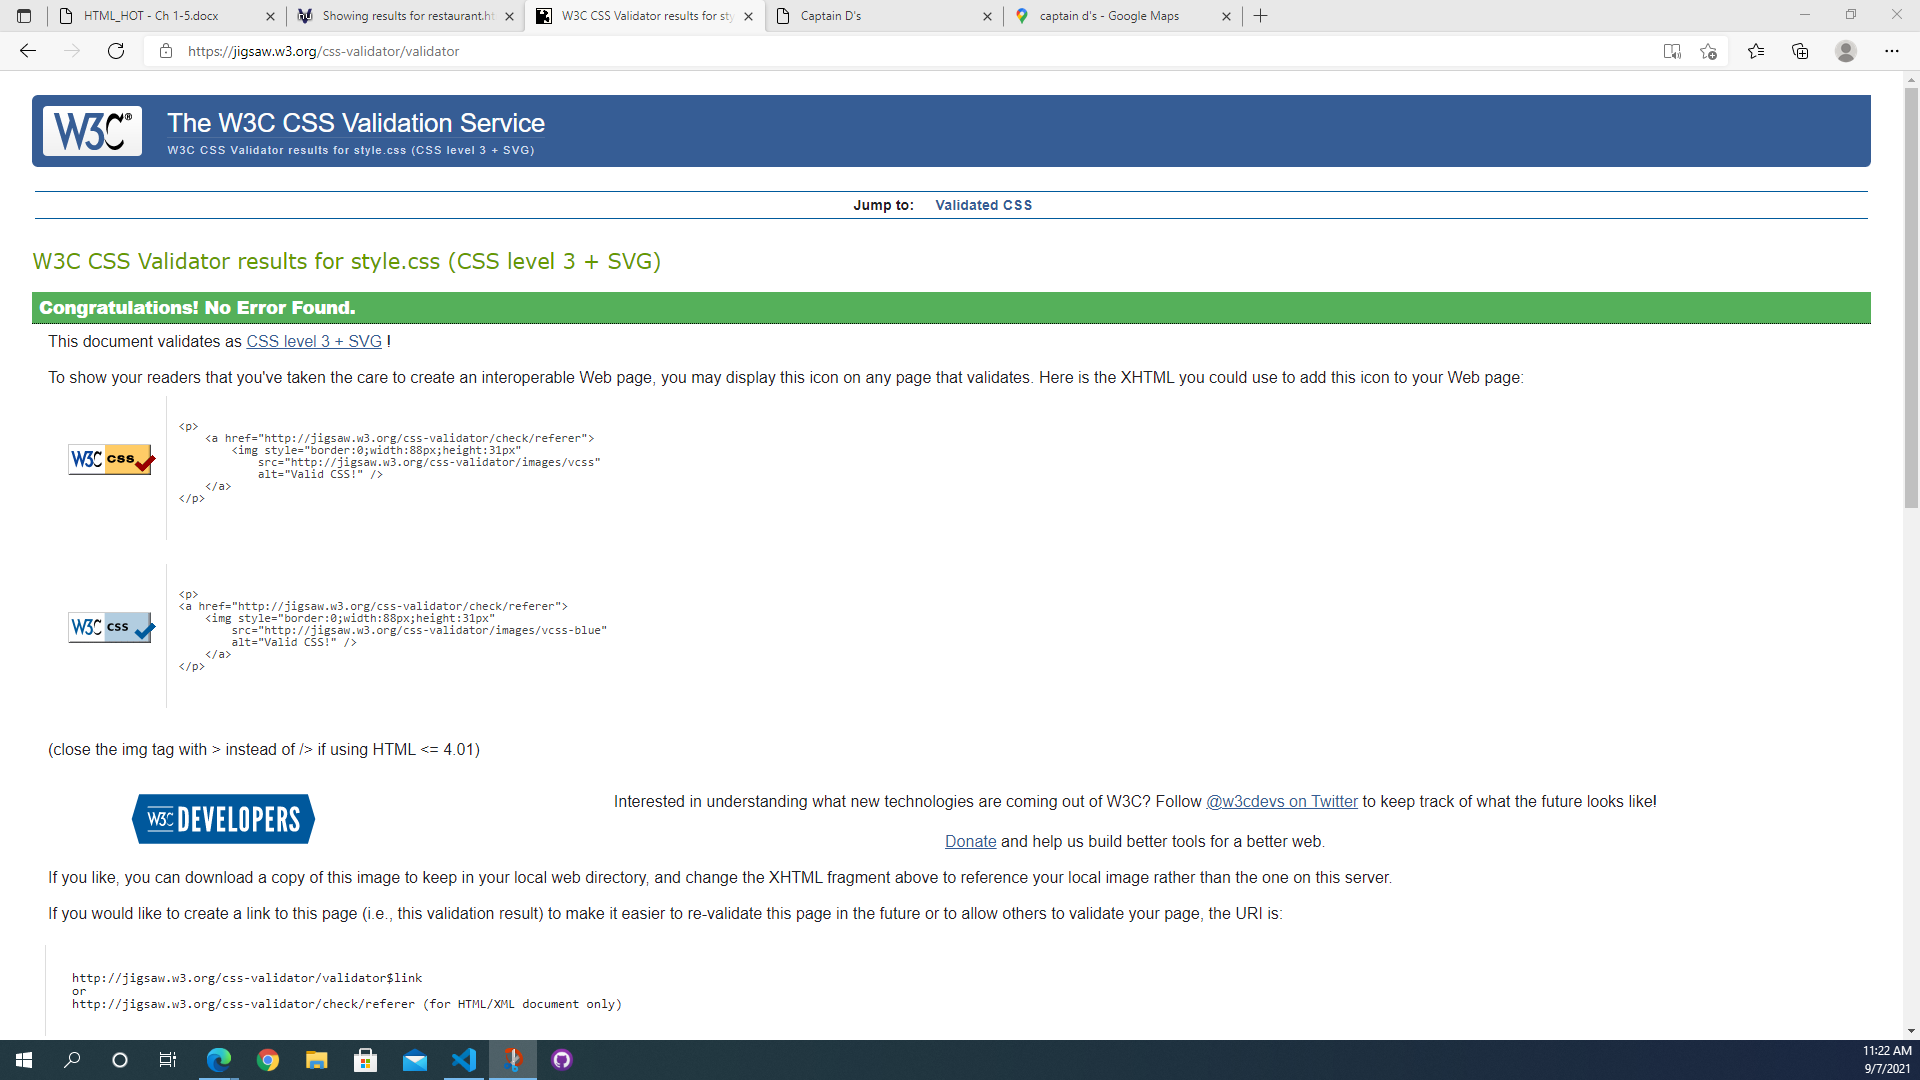 HTML_HOT - Ch 1-5.docx
Showing results for restaurant.ht
W3C CSS Validator results for sty
Captain D's
captain d's - Google Maps
https://jigsaw.w3.org/css-validator/validator
W3C®
The W3C CSS Validation Service
W3C CSS Validator results for style.css (CSS level 3 + SVG)
Jump to: Validated CSS
W3C CSS Validator results for style.css (CSS level 3 + SVG)
Congratulations! No Error Found.
This document validates as CSS level 3 + SVG !
To show your readers that you've taken the care to create an interoperable Web page, you may display this icon on any page that validates. Here is the XHTML you could use to add this icon to your Web page:
W3C css
<p>
<a href="http://jigsaw.w3.org/css-validator/check/referer">
<img style="border:0;width:88px;height:31px"
src="http://jigsaw.w3.org/css-validator/images/vcss"
alt="Valid CSS!" />
</a>
</p>
W3C css
<p>
<a href="http://jigsaw.w3.org/css-validator/check/referer">
<img style="border:0;width:88px;height:31px"
src="http://jigsaw.w3.org/css-validator/images/vcss-blue"
alt="Valid CSS!" />
</a>
</p>
(close the img tag with > instead of /> if using HTML <= 4.01)
W3C DEVELOPERS
Interested in understanding what new technologies are coming out of W3C? Follow @w3cdevs on Twitter to keep track of what the future looks like!
Donate and help us build better tools for a better web.
If you like, you can download a copy of this image to keep in your local web directory, and change the XHTML fragment above to reference your local image rather than the one on this server.
If you would like to create a link to this page (i.e., this validation result) to make it easier to re-validate this page in the future or to allow others to validate your page, the URI is:
http://jigsaw.w3.org/css-validator/validator$link
or
http://jigsaw.w3.org/css-validator/check/referer (for HTML/XML document only)
11:22 AM
9/7/2021